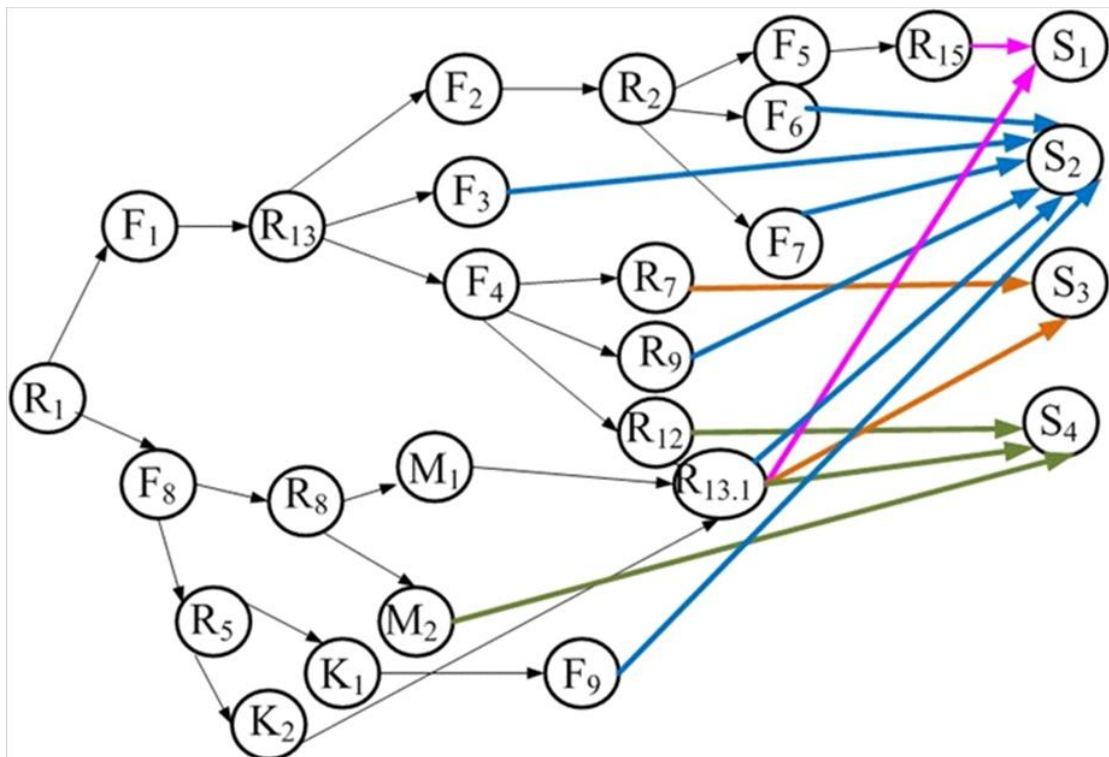 F₅
R₁₅
S₁
F₂
R₂
F₆
S₂
F₃
F₁
R₁₃
F₇
F₄
R₇
S₃
R₉
R₁
R₁₂
S₄
M₁
F₈
R₈
R₁₃.₁
R₅
M₂
K₁
F₉
K₂